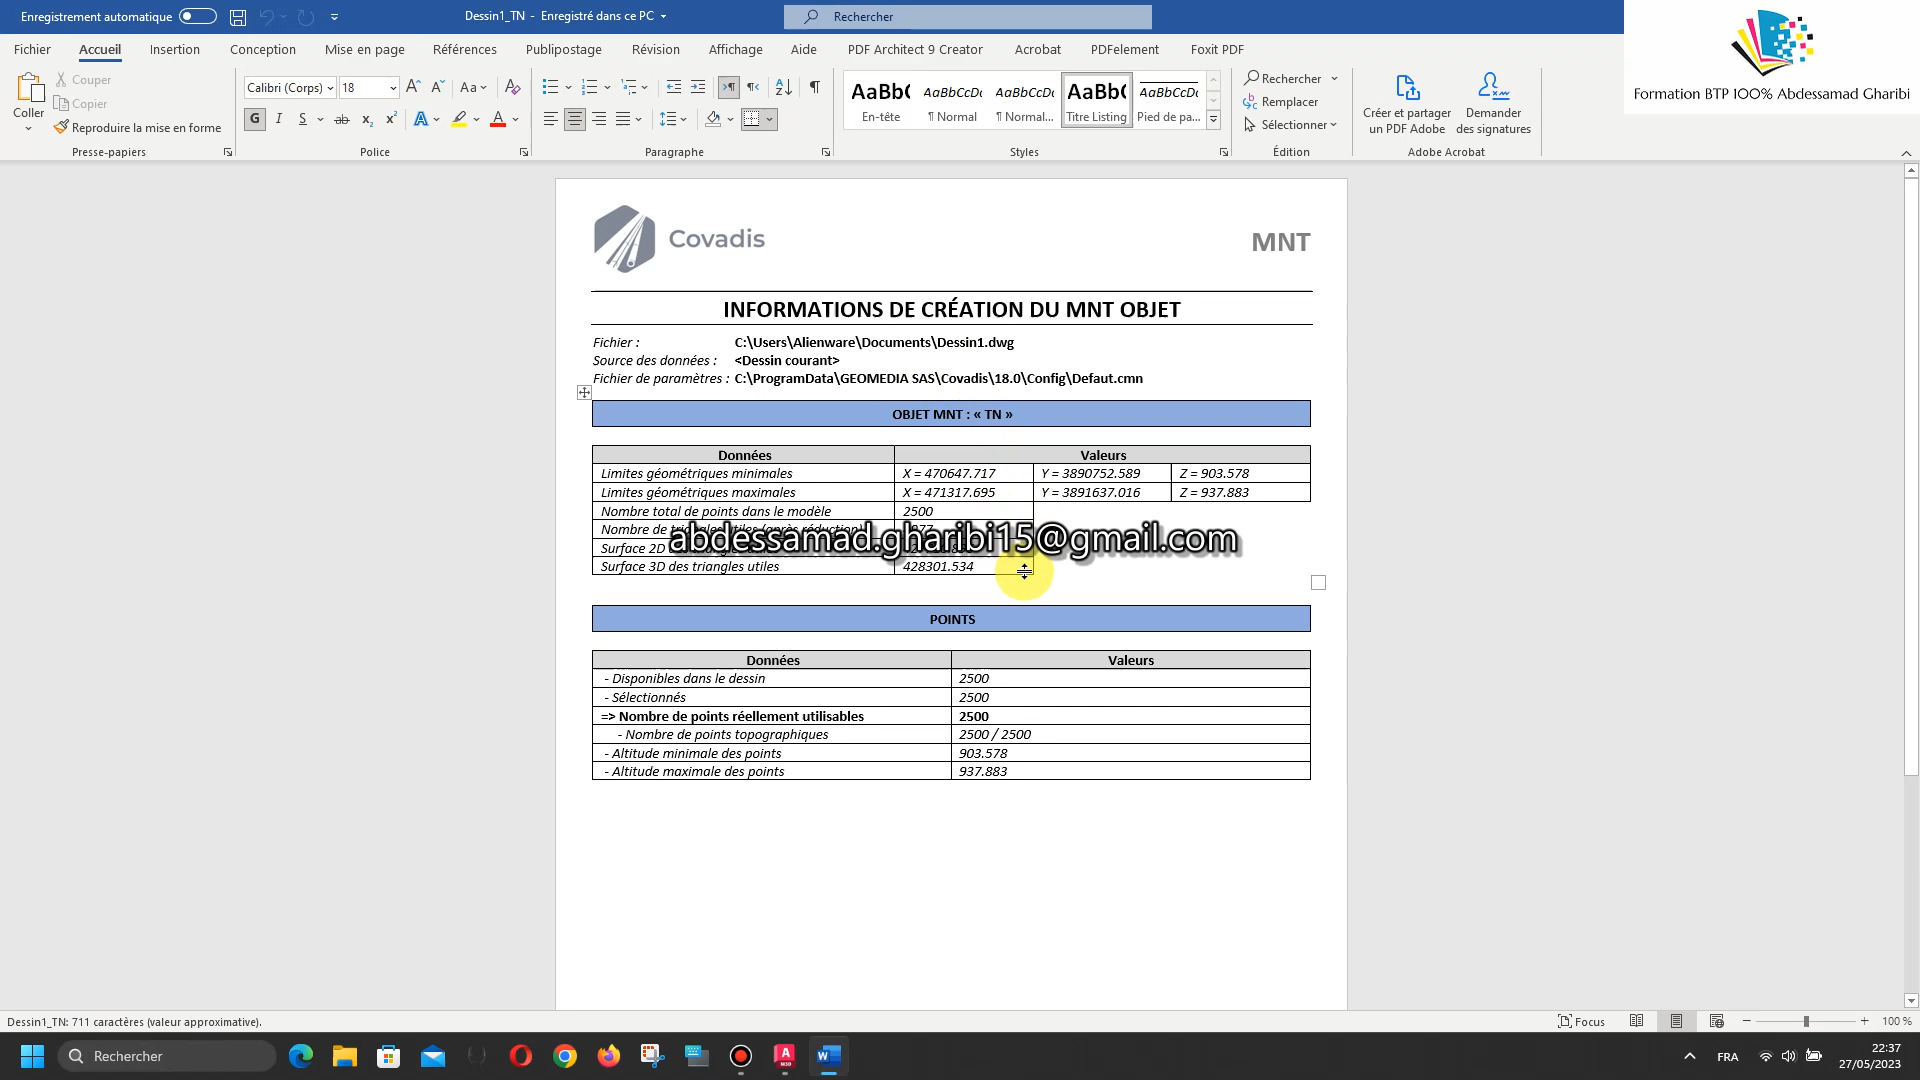 Enregistrement automatique
Dessin1_TN - Enregistré dans ce PC
Rechercher
Fichier Accueil Insertion Conception Mise en page Références Publipostage Révision Affichage Aide PDF Architect 9 Creator Acrobat PDFelement Foxit PDF
Coller
Couper
Copier
Reproduire la mise en forme
Presse-papiers
Calibri (Corps) 18
Police
Paragraphe
AaBbC AaBbCcDc AaBbCcDc AaBbC AaBbCcDc
En-tête ¶ Normal ¶ Normal... Titre Listing Pied de pa...
Styles
Rechercher
Remplacer
Sélectionner
Édition
Créer et partager
un PDF Adobe
Demander
des signatures
Adobe Acrobat
Formation BTP 100% Abdessamad Gharibi
Covadis
MNT
INFORMATIONS DE CRÉATION DU MNT OBJET
Fichier : C:\Users\Alienware\Documents\Dessin1.dwg
Source des données : <Dessin courant>
Fichier de paramètres : C:\ProgramData\GEOMEDIA SAS\Covadis\18.0\Config\Defaut.cmn
OBJET MNT : « TN »
Données Valeurs
Limites géométriques minimales X = 470647.717 Y = 3890752.589 Z = 903.578
Limites géométriques maximales X = 471317.695 Y = 3891637.016 Z = 937.883
Nombre total de points dans le modèle 2500
Nombre de triangles utiles (après réduction)
abdessamad.gharibi15@gmail.com
Surface 2D
Surface 3D des triangles utiles 428301.534
POINTS
Données Valeurs
- Disponibles dans le dessin 2500
- Sélectionnés 2500
=> Nombre de points réellement utilisables 2500
- Nombre de points topographiques 2500 / 2500
- Altitude minimale des points 903.578
- Altitude maximale des points 937.883
Dessin1_TN: 711 caractères (valeur approximative).
Focus
100 %
Rechercher
FRA
22:37
27/05/2023